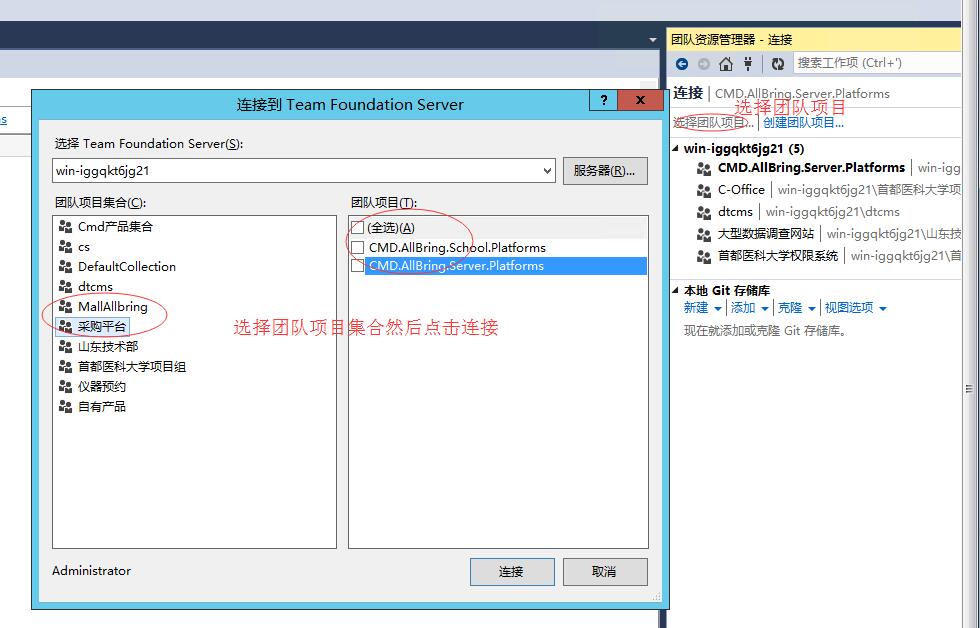 团队资源管理器 - 连接
搜索工作项 (Ctrl+')
连接 | CMD.AllBring.Server.Platforms
选择团队项目
选择团队项目... | 创建团队项目...
win-iggqkt6jg21 (5)
CMD.AllBring.Server.Platforms | win-igg
C-Office | win-iggqkt6jg21\首都医科大学项
dtcms | win-iggqkt6jg21\dtcms
大型数据调查网站 | win-iggqkt6jg21\山东技
首都医科大学权限系统 | win-iggqkt6jg21\首
本地 Git 存储库
新建 | 添加 | 克隆 | 视图选项
现在就添加或克隆 Git 存储库。
s
连接到 Team Foundation Server
选择 Team Foundation Server(S):
win-iggqkt6jg21
服务器(R)...
团队项目集合(C):
Cmd产品集合
cs
DefaultCollection
dtcms
MallAllbring
采购平台
山东技术部
首都医科大学项目组
仪器预约
自有产品
团队项目(T):
(全选)(A)
CMD.AllBring.School.Platforms
CMD.AllBring.Server.Platforms
选择团队项目集合然后点击连接
Administrator
连接
取消